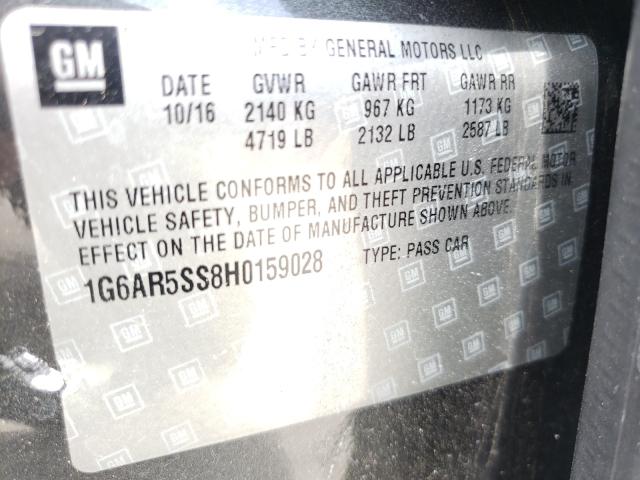 GM
MFD BY GENERAL MOTORS LLC
DATE GVWR GAWR FRT GAWR RR
10/16 2140 KG 967 KG 1173 KG
4719 LB 2132 LB 2587 LB
THIS VEHICLE CONFORMS TO ALL APPLICABLE U.S. FEDERAL MOTOR
VEHICLE SAFETY, BUMPER, AND THEFT PREVENTION STANDARDS IN
EFFECT ON THE DATE OF MANUFACTURE SHOWN ABOVE.
1G6AR5SS8H0159028 TYPE: PASS CAR